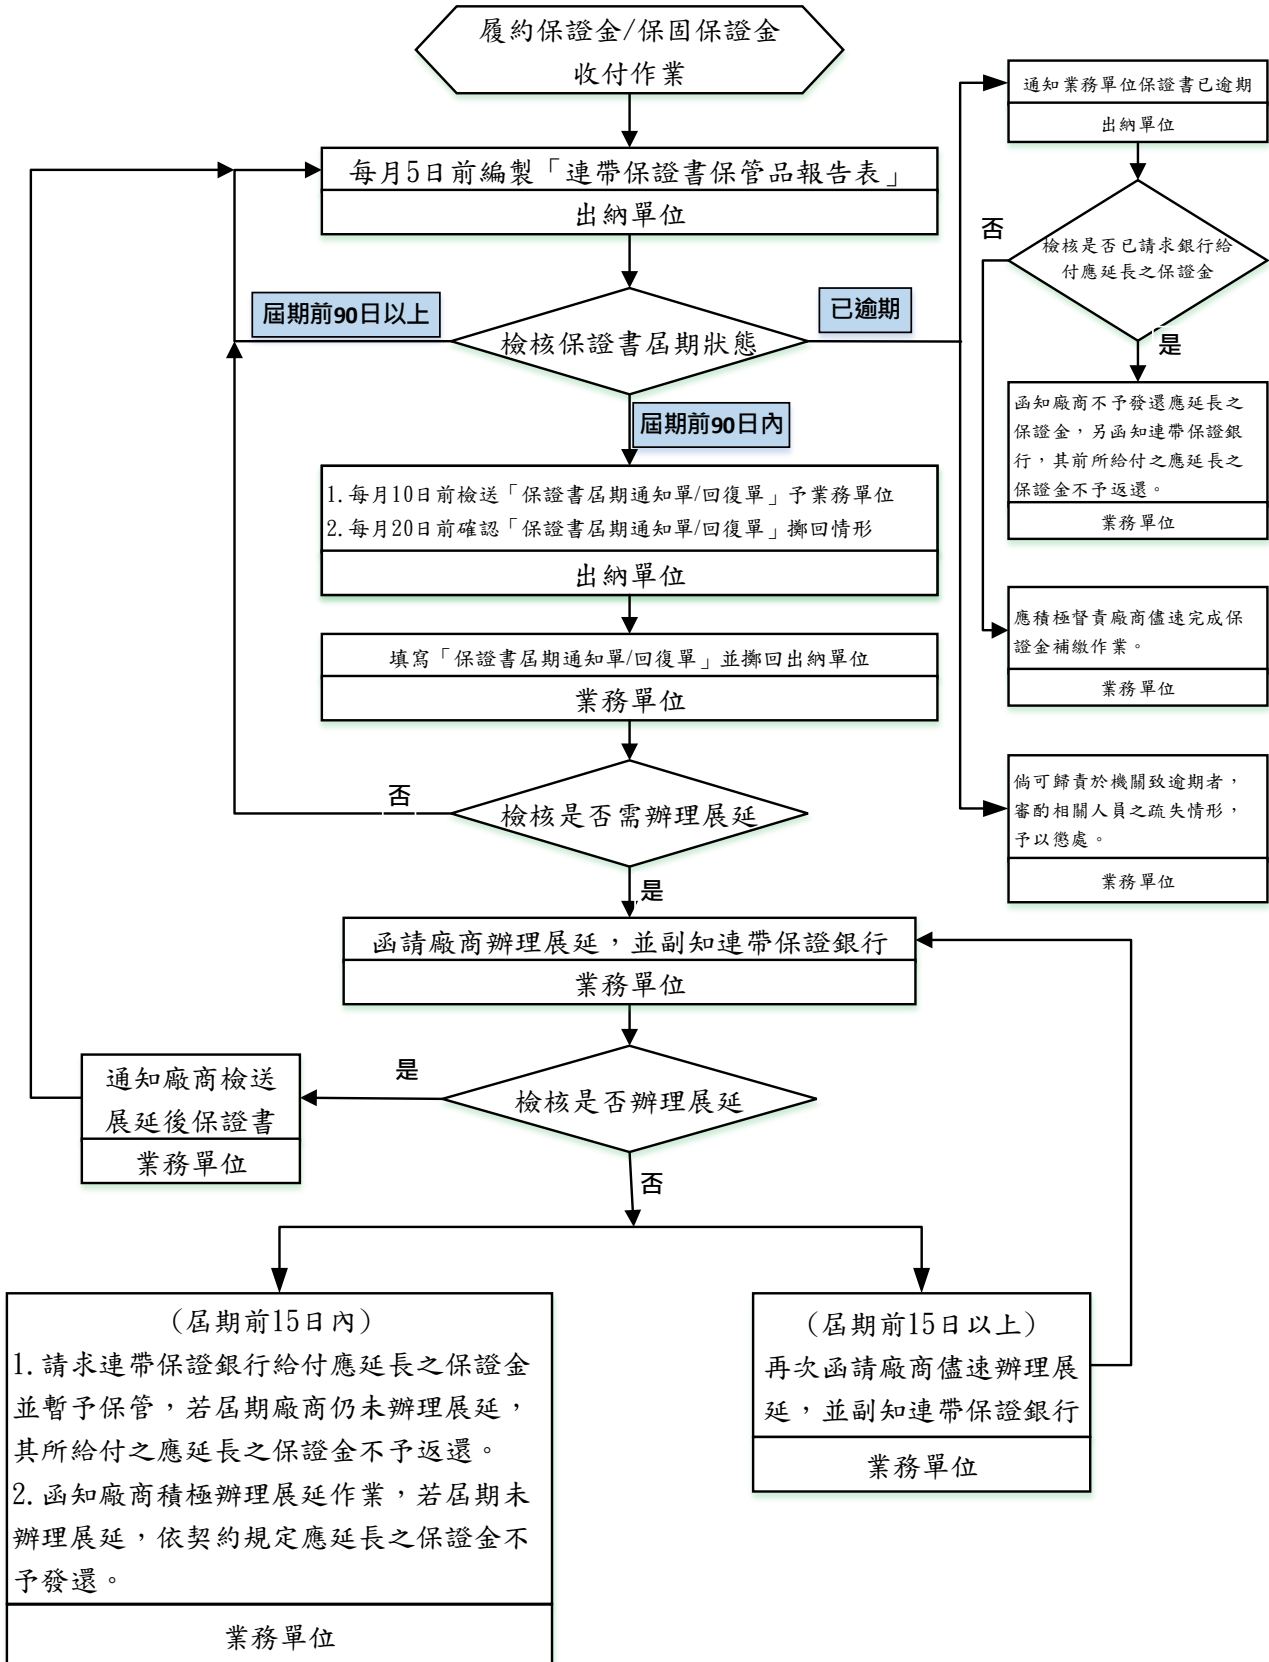 履約保證金/保固保證金
收付作業
每月5日前編製「連帶保證書保管品報告表」
出納單位
屆期前90日以上
已逾期
檢核保證書屆期狀態
屆期前90日內
1.每月10日前檢送「保證書屆期通知單/回復單」予業務單位
2.每月20日前確認「保證書屆期通知單/回復單」擲回情形
出納單位
填寫「保證書屆期通知單/回復單」並擲回出納單位
業務單位
否
檢核是否需辦理展延
是
函請廠商辦理展延，並副知連帶保證銀行
業務單位
是
檢核是否辦理展延
通知廠商檢送
展延後保證書
業務單位
否
(屆期前15日內)
1.請求連帶保證銀行給付應延長之保證金
並暫予保管，若屆期廠商仍未辦理展延，
其所給付之應延長之保證金不予返還。
2.函知廠商積極辦理展延作業，若屆期未
辦理展延，依契約規定應延長之保證金不
予發還。
業務單位
(屆期前15日以上)
再次函請廠商儘速辦理展
延，並副知連帶保證銀行
業務單位
通知業務單位保證書已逾期
出納單位
否
檢核是否已請求銀行給
付應延長之保證金
是
函知廠商不予發還應延長之
保證金，另函知連帶保證銀
行，其前所給付之應延長之
保證金不予返還。
業務單位
應積極督責廠商儘速完成保
證金補繳作業。
業務單位
倘可歸責於機關致逾期者，
審酌相關人員之疏失情形，
予以懲處。
業務單位